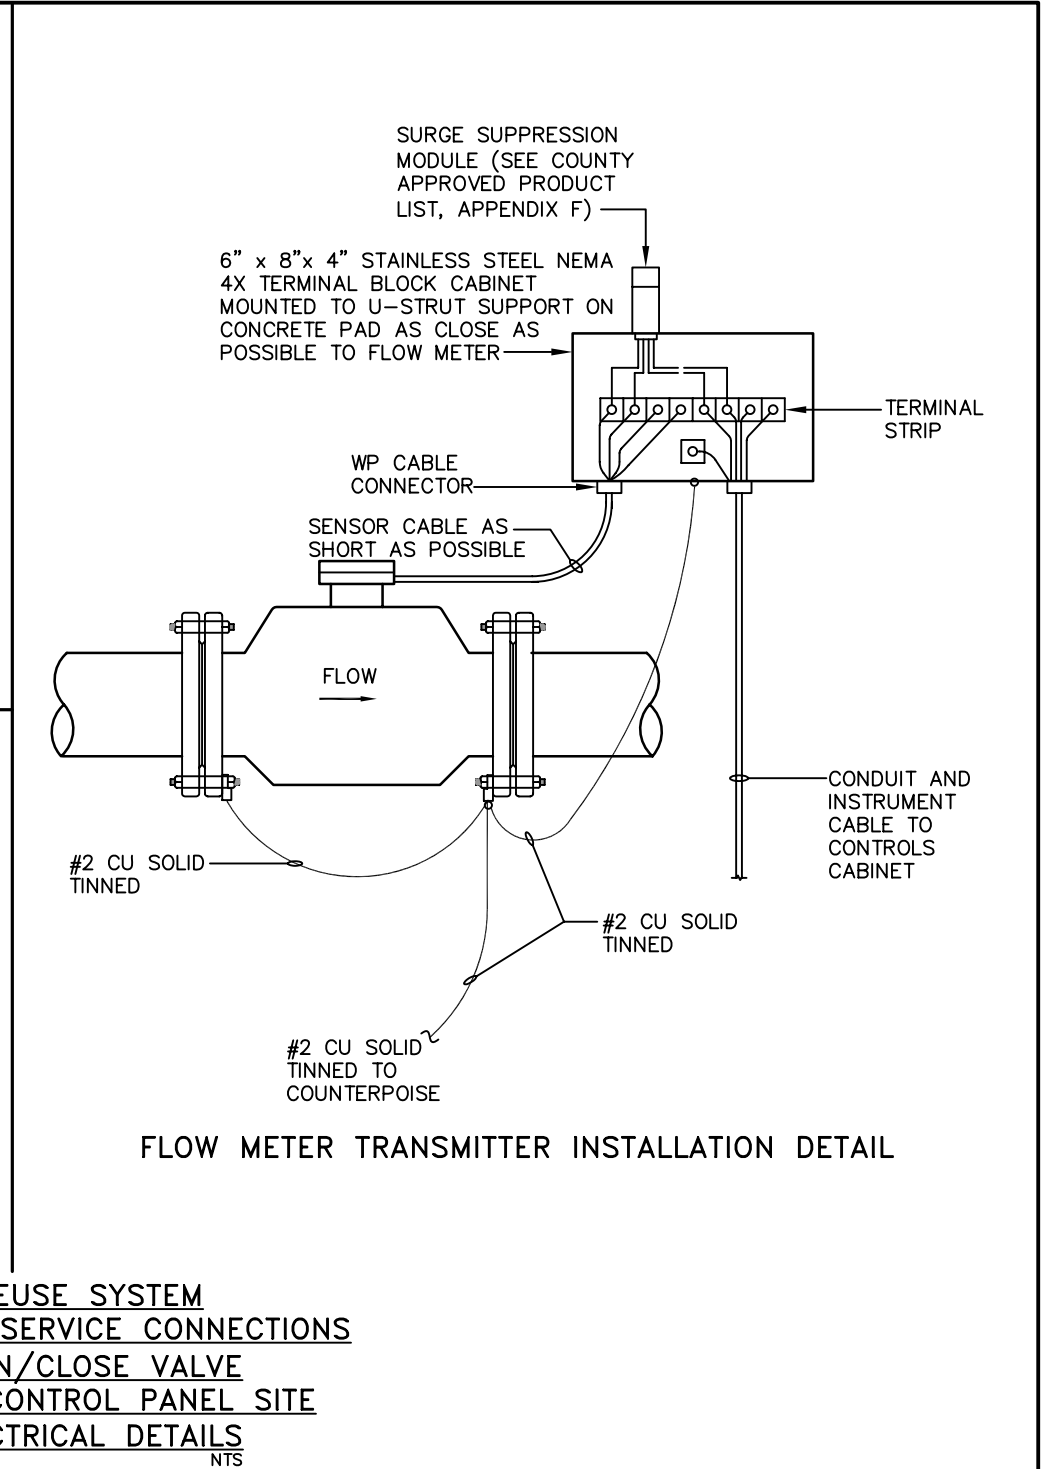 SURGE SUPPRESSION
MODULE (SEE COUNTY
APPROVED PRODUCT
LIST, APPENDIX F)
6" x 8"x 4" STAINLESS STEEL NEMA
4X TERMINAL BLOCK CABINET
MOUNTED TO U-STRUT SUPPORT ON
CONCRETE PAD AS CLOSE AS
POSSIBLE TO FLOW METER
TERMINAL
STRIP
WP CABLE
CONNECTOR
SENSOR CABLE AS
SHORT AS POSSIBLE
FLOW
CONDUIT AND
INSTRUMENT
CABLE TO
CONTROLS
CABINET
#2 CU SOLID
TINNED
#2 CU SOLID
TINNED
#2 CU SOLID
TINNED TO
COUNTERPOISE
FLOW METER TRANSMITTER INSTALLATION DETAIL
EUSE SYSTEM
SERVICE CONNECTIONS
N/CLOSE VALVE
CONTROL PANEL SITE
CTRICAL DETAILS
NTS